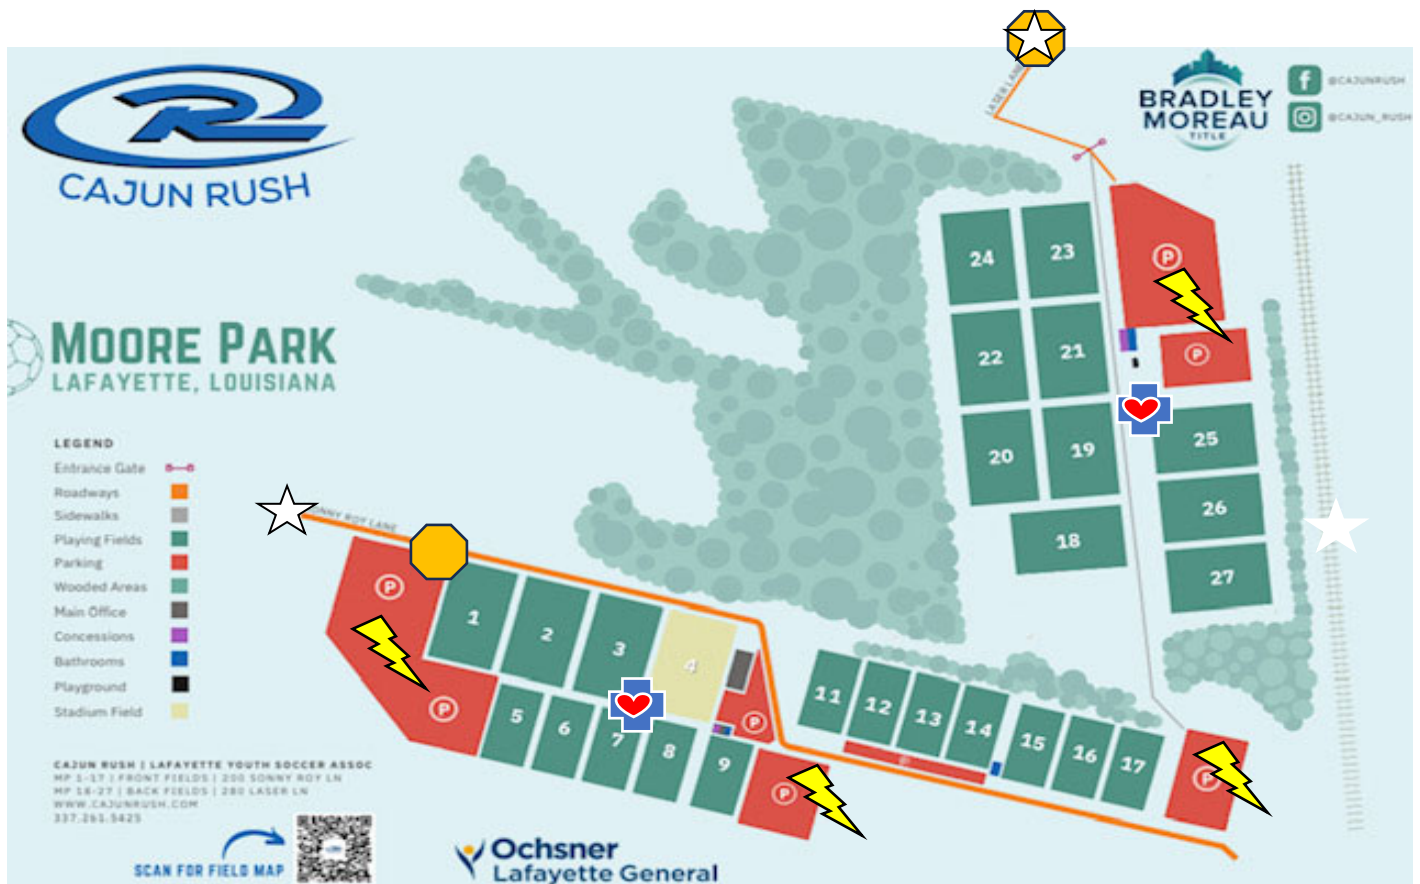 CAJUN RUSH
BRADLEY
MOREAU
TITLE
@CAJUNRUSH
@CAJUN_RUSH
LASER LANE
MOORE PARK
LAFAYETTE, LOUISIANA
LEGEND
Entrance Gate
Roadways
Sidewalks
Playing Fields
Parking
Wooded Areas
Main Office
Concessions
Bathrooms
Playground
Stadium Field
SONNY ROY LANE
P
24
23
22
21
P
20
19
25
18
26
27
P
1
2
3
4
P
5
6
7
8
9
P
P
11
12
13
14
15
16
17
P
P
CAJUN RUSH | LAFAYETTE YOUTH SOCCER ASSOC
MP 1-17 | FRONT FIELDS | 200 SONNY ROY LN
MP 18-27 | BACK FIELDS | 280 LASER LN
WWW.CAJUNRUSH.COM
337.261.5425
SCAN FOR FIELD MAP
Ochsner
Lafayette General